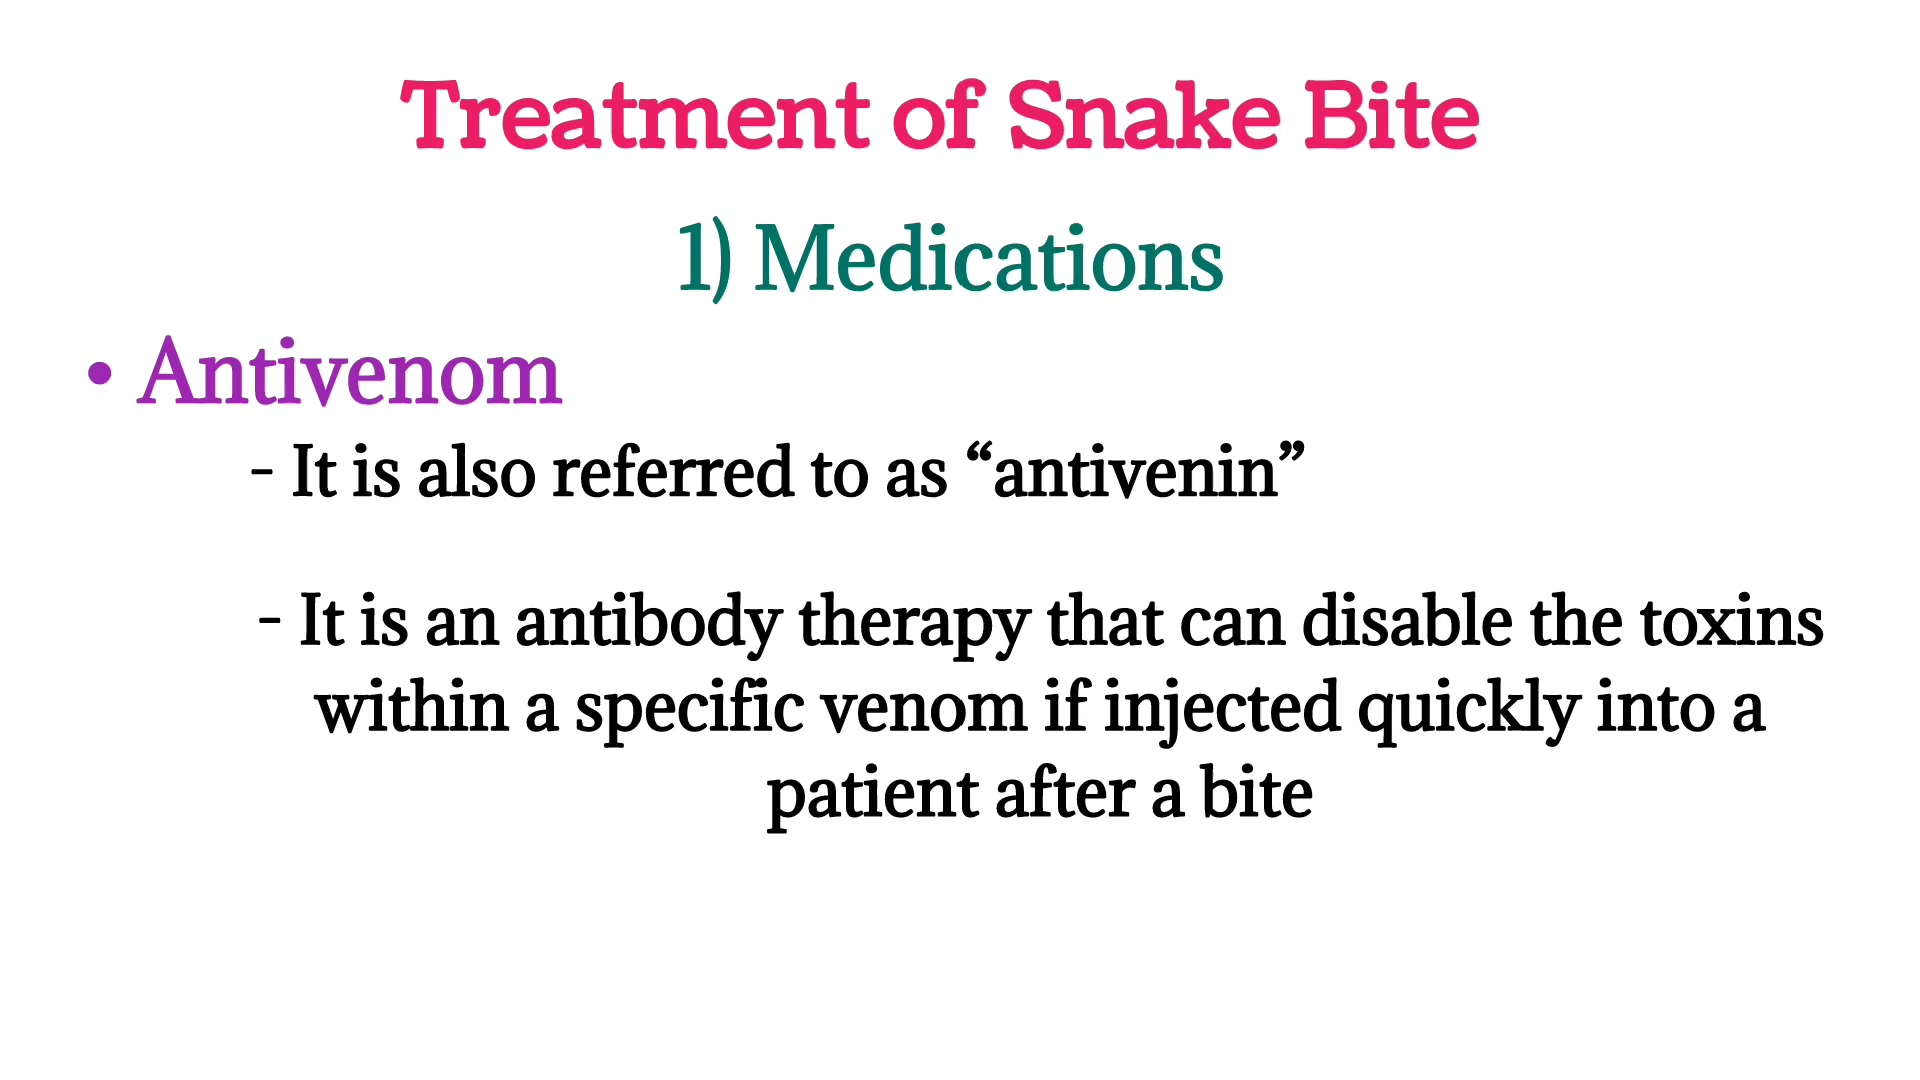 Treatment of Snake Bite
1) Medications
• Antivenom
- It is also referred to as “antivenin”
- It is an antibody therapy that can disable the toxins
within a specific venom if injected quickly into a
patient after a bite